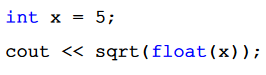 int x = 5;
cout << sqrt(float(x));